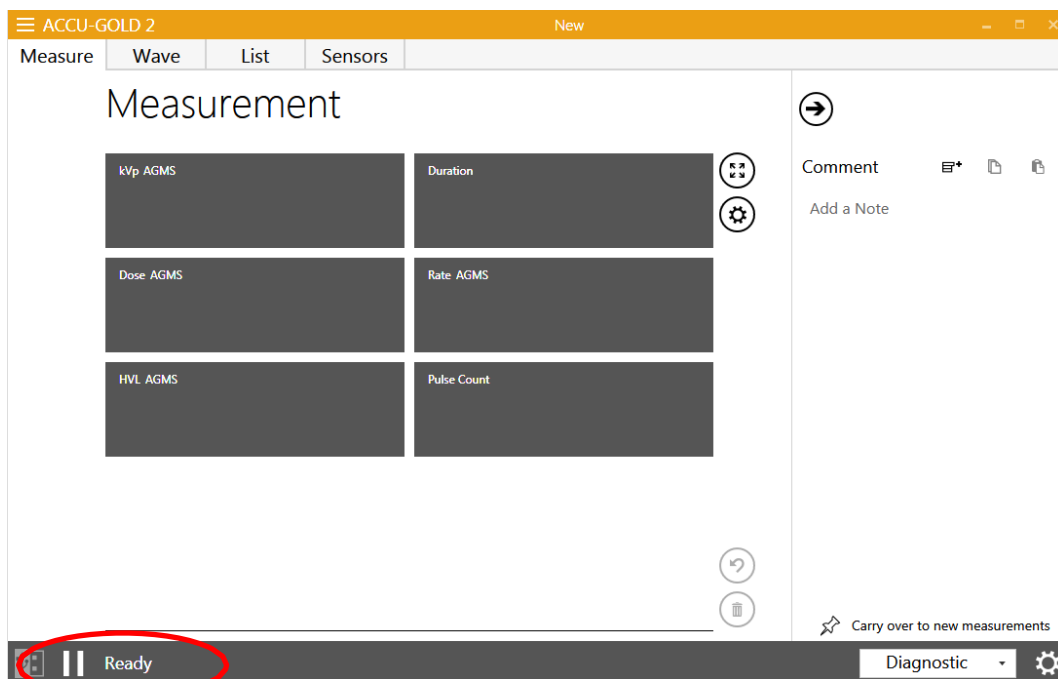 ACCU-GOLD 2
New
Measure Wave List Sensors
Measurement
kVp AGMS
Duration
Dose AGMS
Rate AGMS
HVL AGMS
Pulse Count
Comment
Add a Note
Carry over to new measurements
Ready
Diagnostic